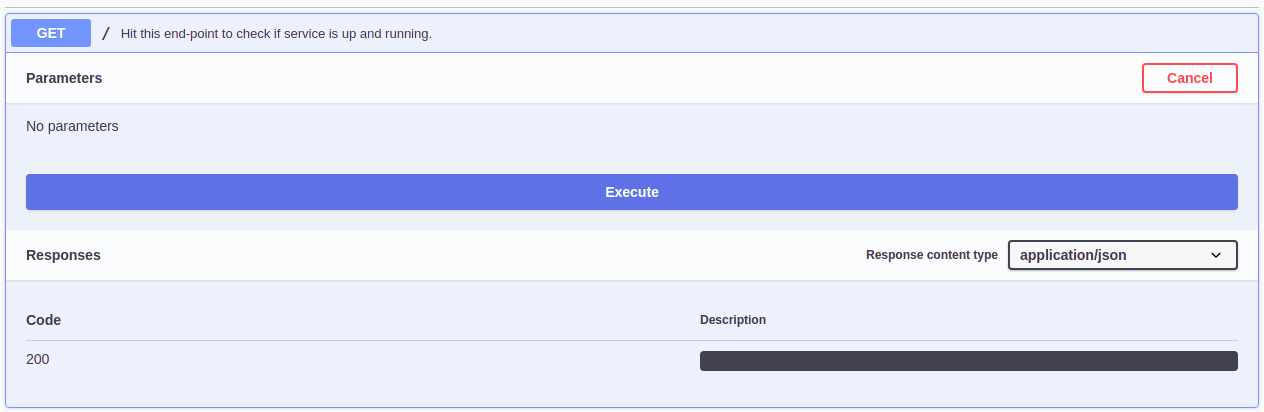 GET / Hit this end-point to check if service is up and running.
Parameters Cancel
No parameters
Execute
Responses Response content type application/json
Code Description
200